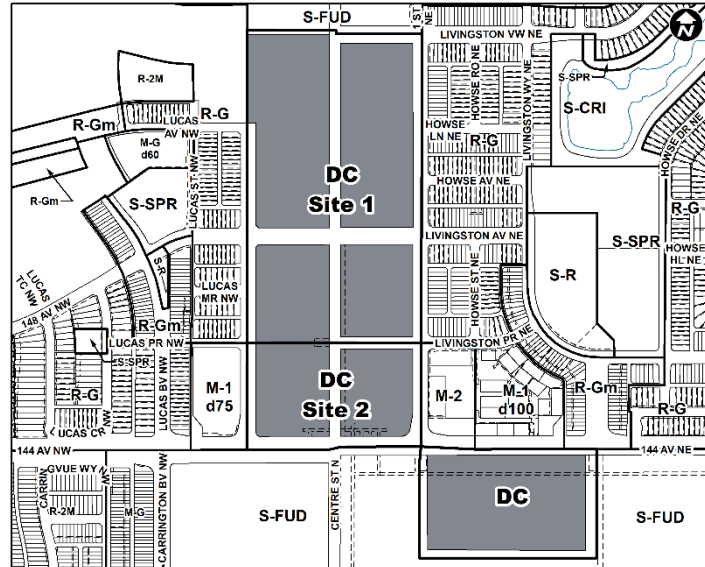 S-FUD
1 ST
NE
LIVINGSTON VW NE
N
R-2M
S-SPR
HOWSE RO NE
LIVINGSTON WY NE
S-CRI
R-Gm
LUCAS
AV NW
R-G
M-G
d60
HOWSE
LN NE
R-G
HOWSE DR NE
LUCAS ST NW
DC
Site 1
HOWSE AV NE
R-Gm
S-SPR
R-G
LIVINGSTON AV NE
S-SPR
HOWSE
HL NE
S-R
S-R
LUCAS
TC NW
LUCAS
MR NW
HOWSE ST NE
148 AV NW
R-Gm
LUCAS PR NW
LIVINGSTON PR NE
S-SPR
R-G
M-1
d75
DC
Site 2
M-2
M-1
d100
R-Gm
R-G
LUCAS BV NW
LUCAS CR NW
144 AV NW
144 AV NE
CARRIN
GVUE WY
NW
R-2M
M-G
CARRINGTON BV NW
S-FUD
CENTRE ST N
DC
S-FUD